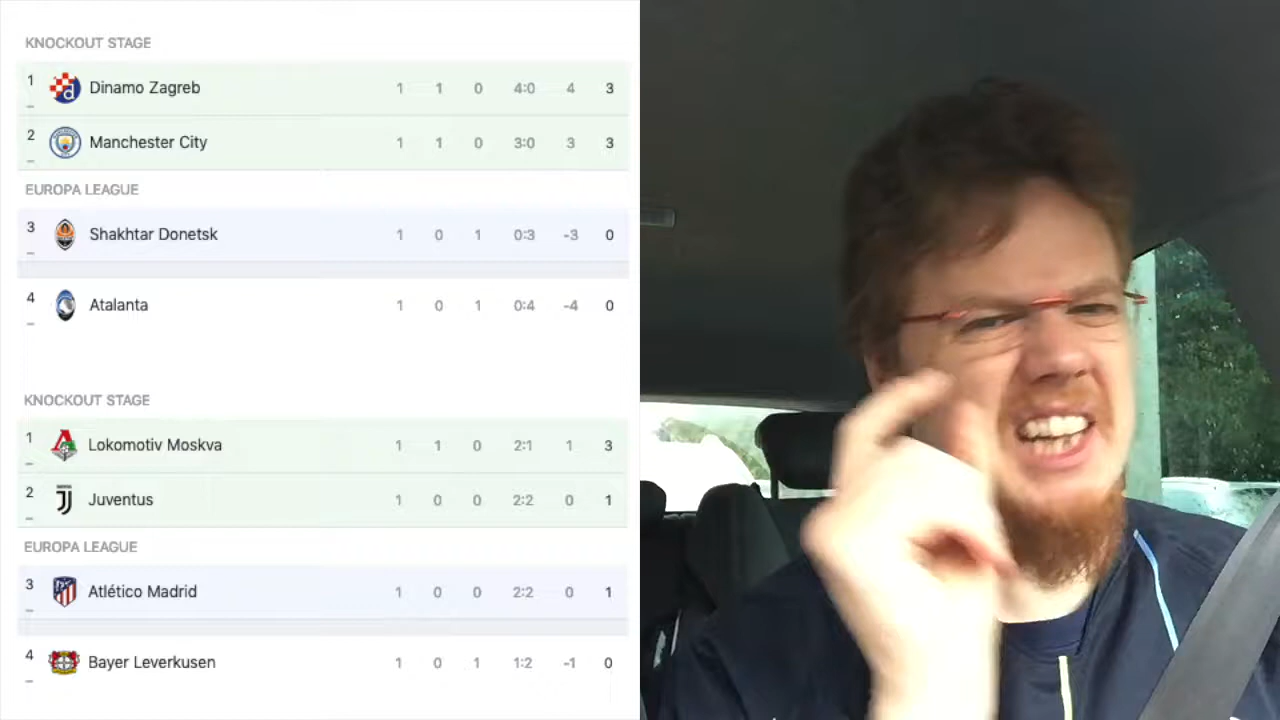 KNOCKOUT STAGE
1 Dinamo Zagreb 1 1 0 4:0 4 3
2 Manchester City 1 1 0 3:0 3 3
EUROPA LEAGUE
3 Shakhtar Donetsk 1 0 1 0:3 -3 0
4 Atalanta 1 0 1 0:4 -4 0
KNOCKOUT STAGE
1 Lokomotiv Moskva 1 1 0 2:1 1 3
2 Juventus 1 0 0 2:2 0 1
EUROPA LEAGUE
3 Atlético Madrid 1 0 0 2:2 0 1
4 Bayer Leverkusen 1 0 1 1:2 -1 0